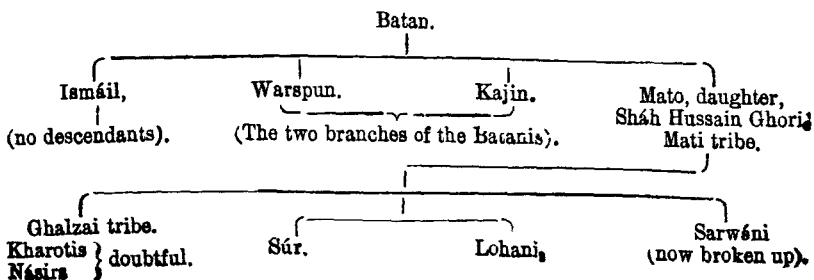 Batan.
Ismáil,
(no descendants).
Warspun.
Kajin.
(The two branches of the Batanis).
Mato, daughter,
Sháh Hussain Ghori,
Mati tribe.
Ghalzai tribe.
Kharotis
Násirs
} doubtful.
Súr.
Lohani,
Sarwáni
(now broken up).